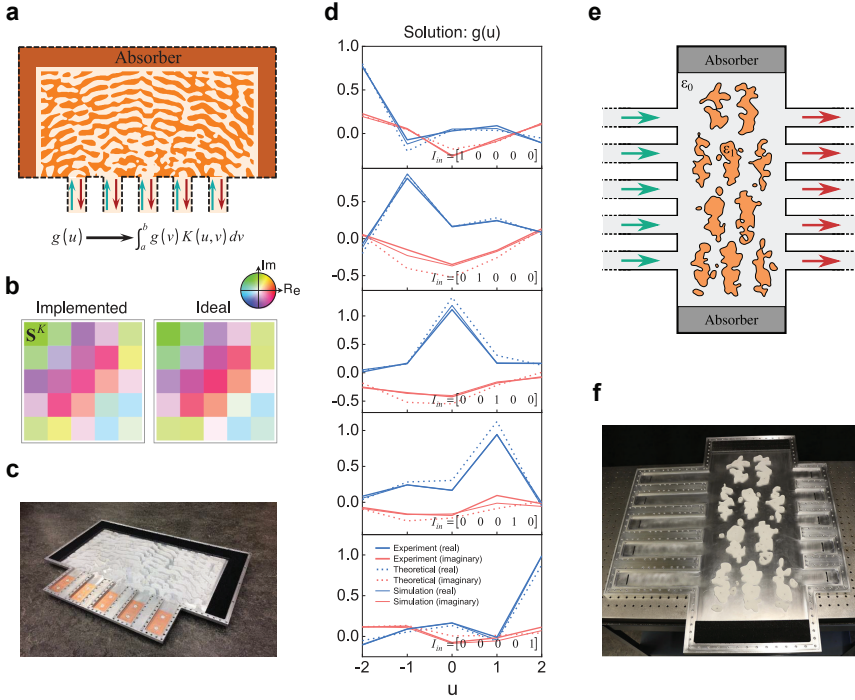 a
Absorber
g(u) ⟶ ∫ₐᵇ g(v) K(u,v) dv
b
Im
Re
Implemented
Ideal
S^K
c
d
Solution: g(u)
1.0
0.5
0.0
I_in = [1 0 0 0 0]
1.0
0.5
0.0
-0.5
I_in = [0 1 0 0 0]
1.0
0.5
0.0
-0.5
I_in = [0 0 1 0 0]
1.0
0.5
0.0
I_in = [0 0 0 1 0]
1.0
0.5
0.0
Experiment (real)
Experiment (imaginary)
Theoretical (real)
Theoretical (imaginary)
Simulation (real)
Simulation (imaginary)
I_in = [0 0 0 0 1]
-2 -1 0 1 2
u
e
Absorber
ε₀
ε₁
Absorber
f